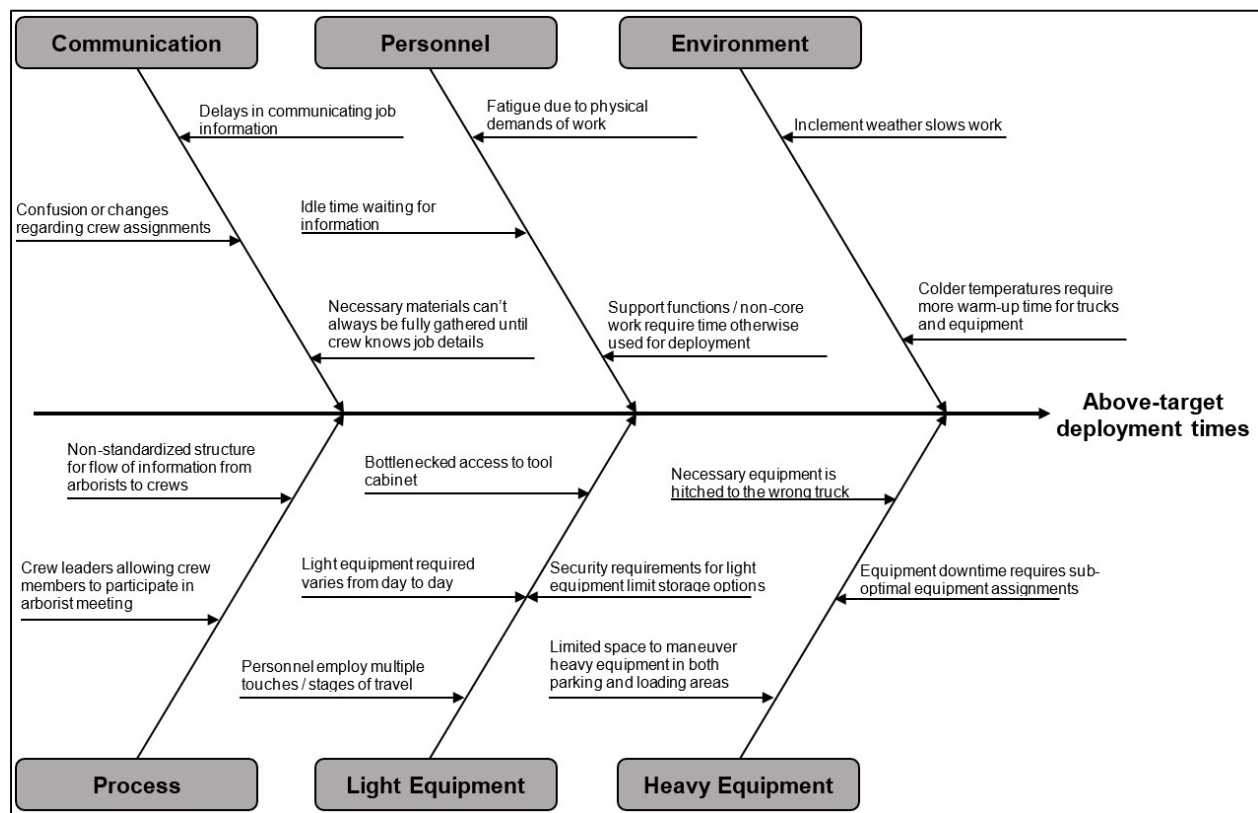 Communication
Personnel
Environment
Delays in communicating job
information
Fatigue due to physical
demands of work
Inclement weather slows work
Confusion or changes
regarding crew assignments
Idle time waiting for
information
Necessary materials can't
always be fully gathered until
crew knows job details
Support functions / non-core
work require time otherwise
used for deployment
Colder temperatures require
more warm-up time for trucks
and equipment
Above-target
deployment times
Non-standardized structure
for flow of information from
arborists to crews
Bottlenecked access to tool
cabinet
Necessary equipment is
hitched to the wrong truck
Crew leaders allowing crew
members to participate in
arborist meeting
Light equipment required
varies from day to day
Security requirements for light
equipment limit storage options
Equipment downtime requires sub-
optimal equipment assignments
Personnel employ multiple
touches / stages of travel
Limited space to maneuver
heavy equipment in both
parking and loading areas
Process
Light Equipment
Heavy Equipment